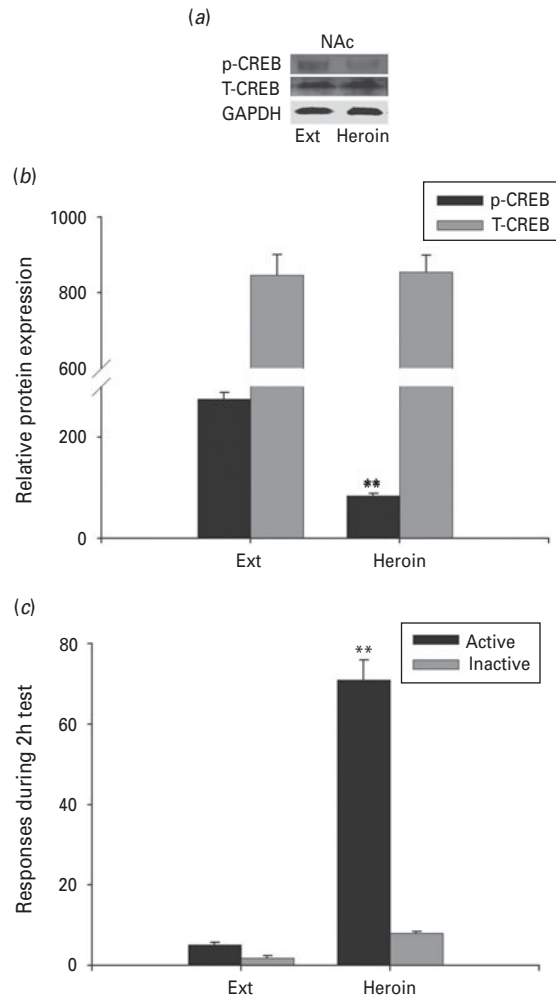 (a)
NAc
p-CREB
T-CREB
GAPDH
Ext Heroin
(b)
p-CREB
T-CREB
Relative protein expression
1000
800
600
200
0
**
Ext Heroin
(c)
Active
Inactive
Responses during 2h test
80
60
40
20
0
**
Ext Heroin